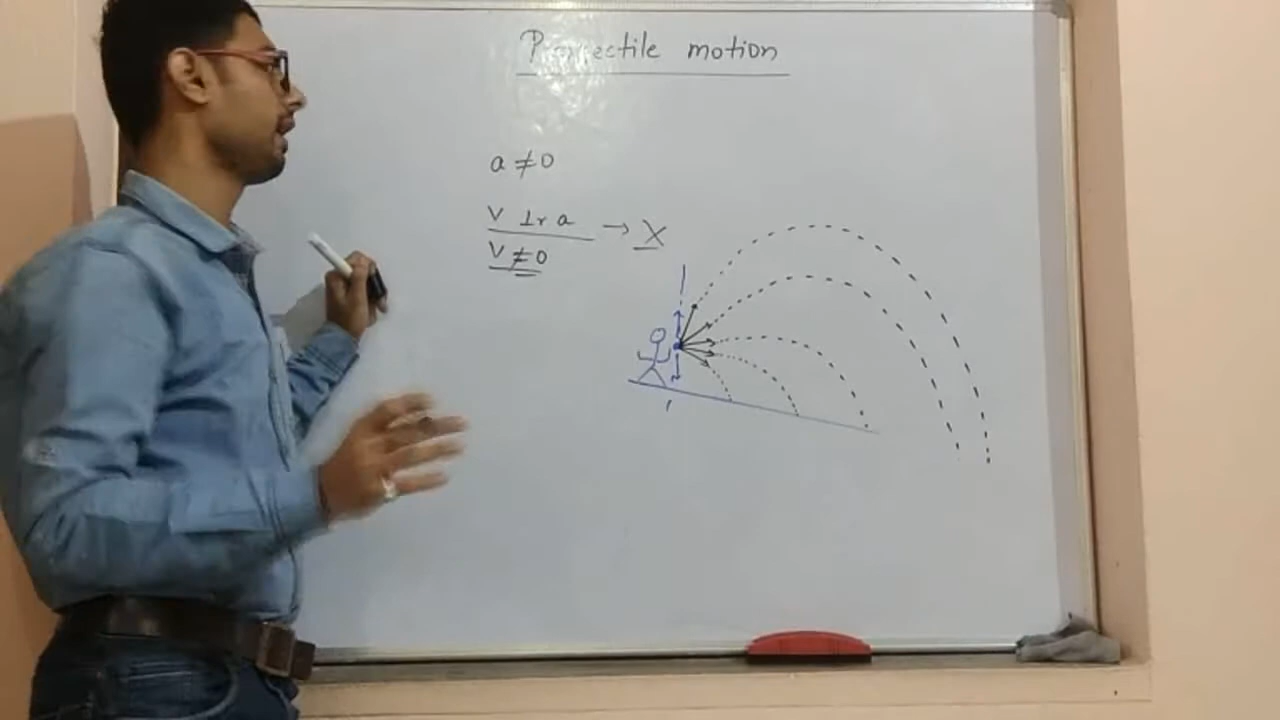 Projectile motion
a ≠ 0
V ⊥r a → X
V ≠ 0